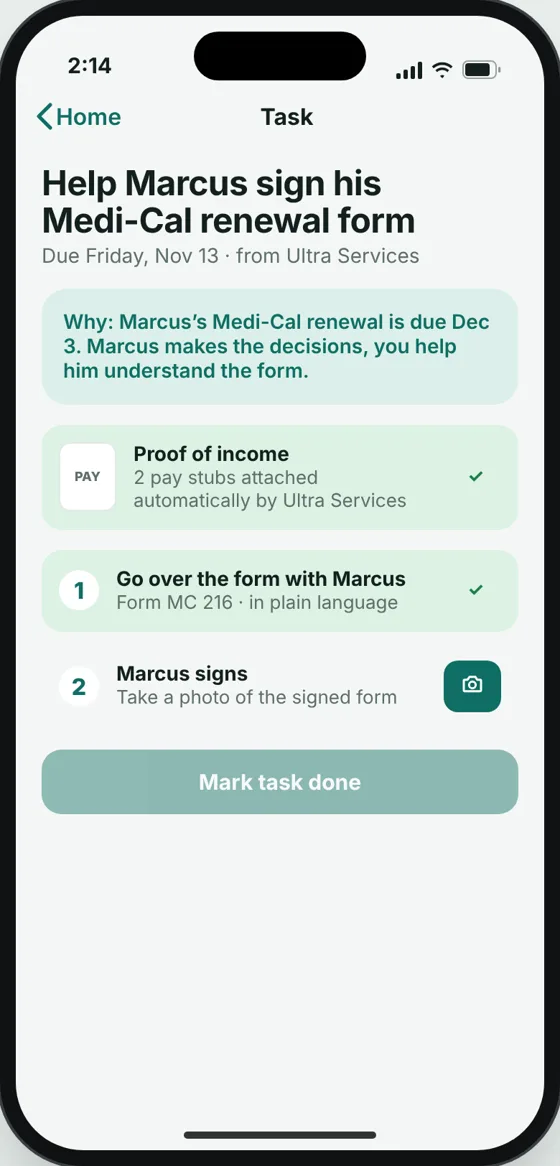 2:14
Home
Task
Help Marcus sign his
Medi-Cal renewal form
Due Friday, Nov 13 · from Ultra Services
Why: Marcus’s Medi-Cal renewal is due Dec
3. Marcus makes the decisions, you help
him understand the form.
PAY
Proof of income
2 pay stubs attached
automatically by Ultra Services
1
Go over the form with Marcus
Form MC 216 · in plain language
2
Marcus signs
Take a photo of the signed form
Mark task done